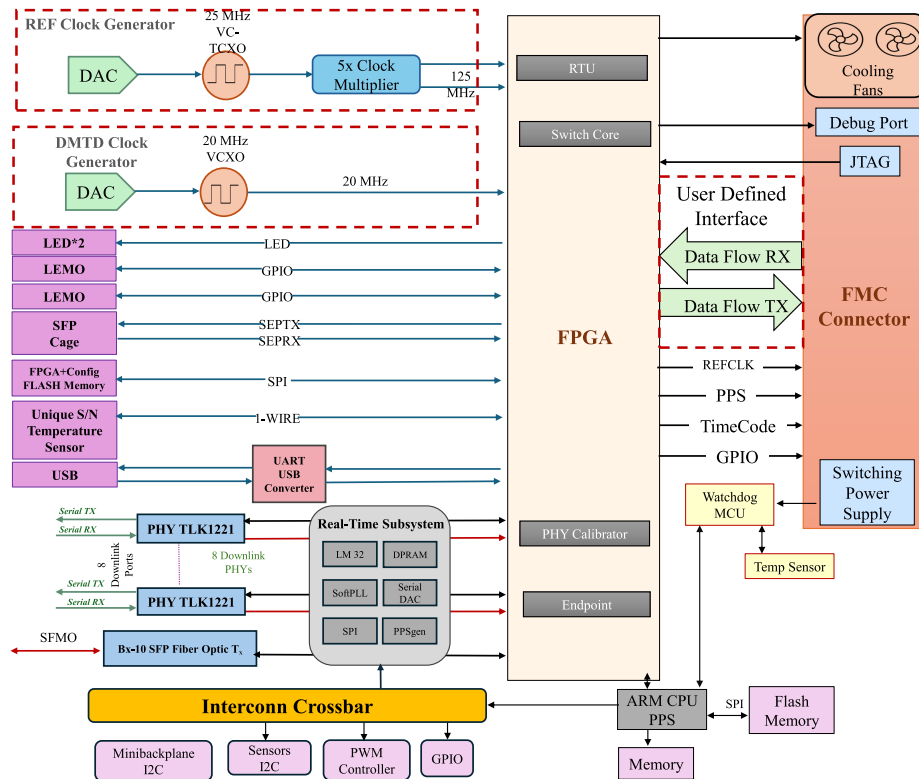 REF Clock Generator
25 MHz
VC-
TCXO
DAC
5x Clock
Multiplier
125
MHz
DMTD Clock
Generator
20 MHz
VCXO
DAC
20 MHz
LED*2
LED
LEMO
GPIO
LEMO
GPIO
SFP
Cage
SEPTX
SEPRX
FPGA+Config
FLASH Memory
SPI
Unique S/N
Temperature
Sensor
1-WIRE
USB
UART
USB
Converter
Serial TX
Serial RX
PHY TLK1221
8
Downlink
Ports
8 Downlink
PHYs
Serial TX
Serial RX
PHY TLK1221
SFMO
Bx-10 SFP Fiber Optic Tx
Real-Time Subsystem
LM 32
DPRAM
SoftPLL
Serial
DAC
SPI
PPSgen
Interconn Crossbar
Minibackplane
I2C
Sensors
I2C
PWM
Controller
GPIO
RTU
Switch Core
FPGA
PHY Calibrator
Endpoint
Cooling
Fans
Debug Port
JTAG
User Defined
Interface
Data Flow RX
Data Flow TX
FMC
Connector
REFCLK
PPS
TimeCode
GPIO
Switching
Power
Supply
Watchdog
MCU
Temp Sensor
ARM CPU
PPS
SPI
Flash
Memory
Memory